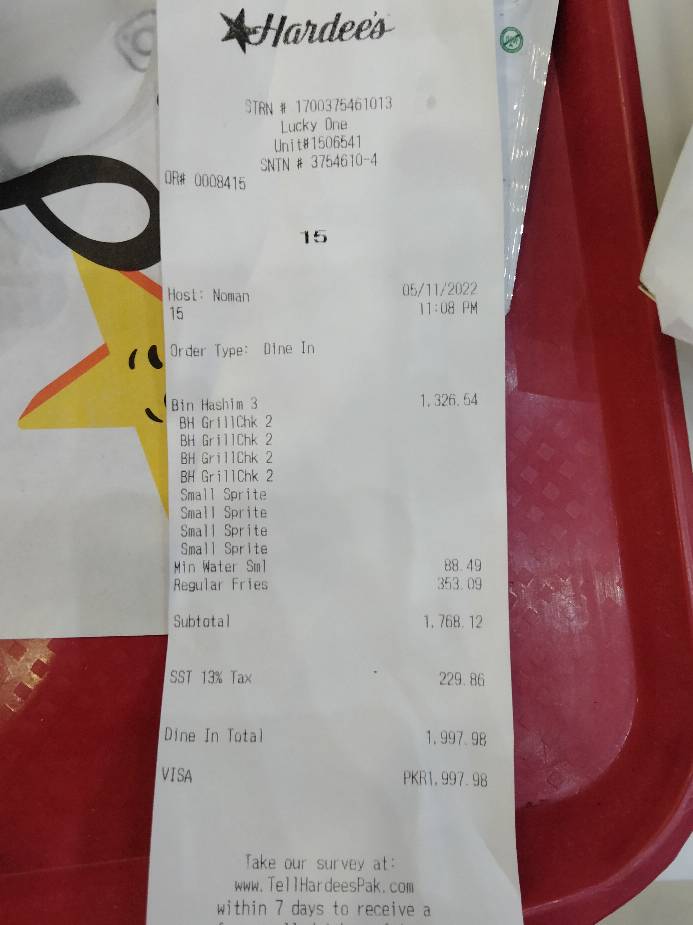 Hardee's
STRN # 1700375461013
Lucky One
Unit#1506541
SNTN # 3754610-4
OR# 0008415
15
Host: Noman 05/11/2022
15 11:08 PM
Order Type: Dine In
Bin Hashim 3 1,326.54
BH GrillChk 2
BH GrillChk 2
BH GrillChk 2
BH GrillChk 2
Small Sprite
Small Sprite
Small Sprite
Small Sprite
Min Water Sml 88.49
Regular Fries 353.09
Subtotal 1,768.12
SST 13% Tax 229.86
Dine In Total 1,997.98
VISA PKR1,997.98
Take our survey at:
www.TellHardeesPak.com
within 7 days to receive a